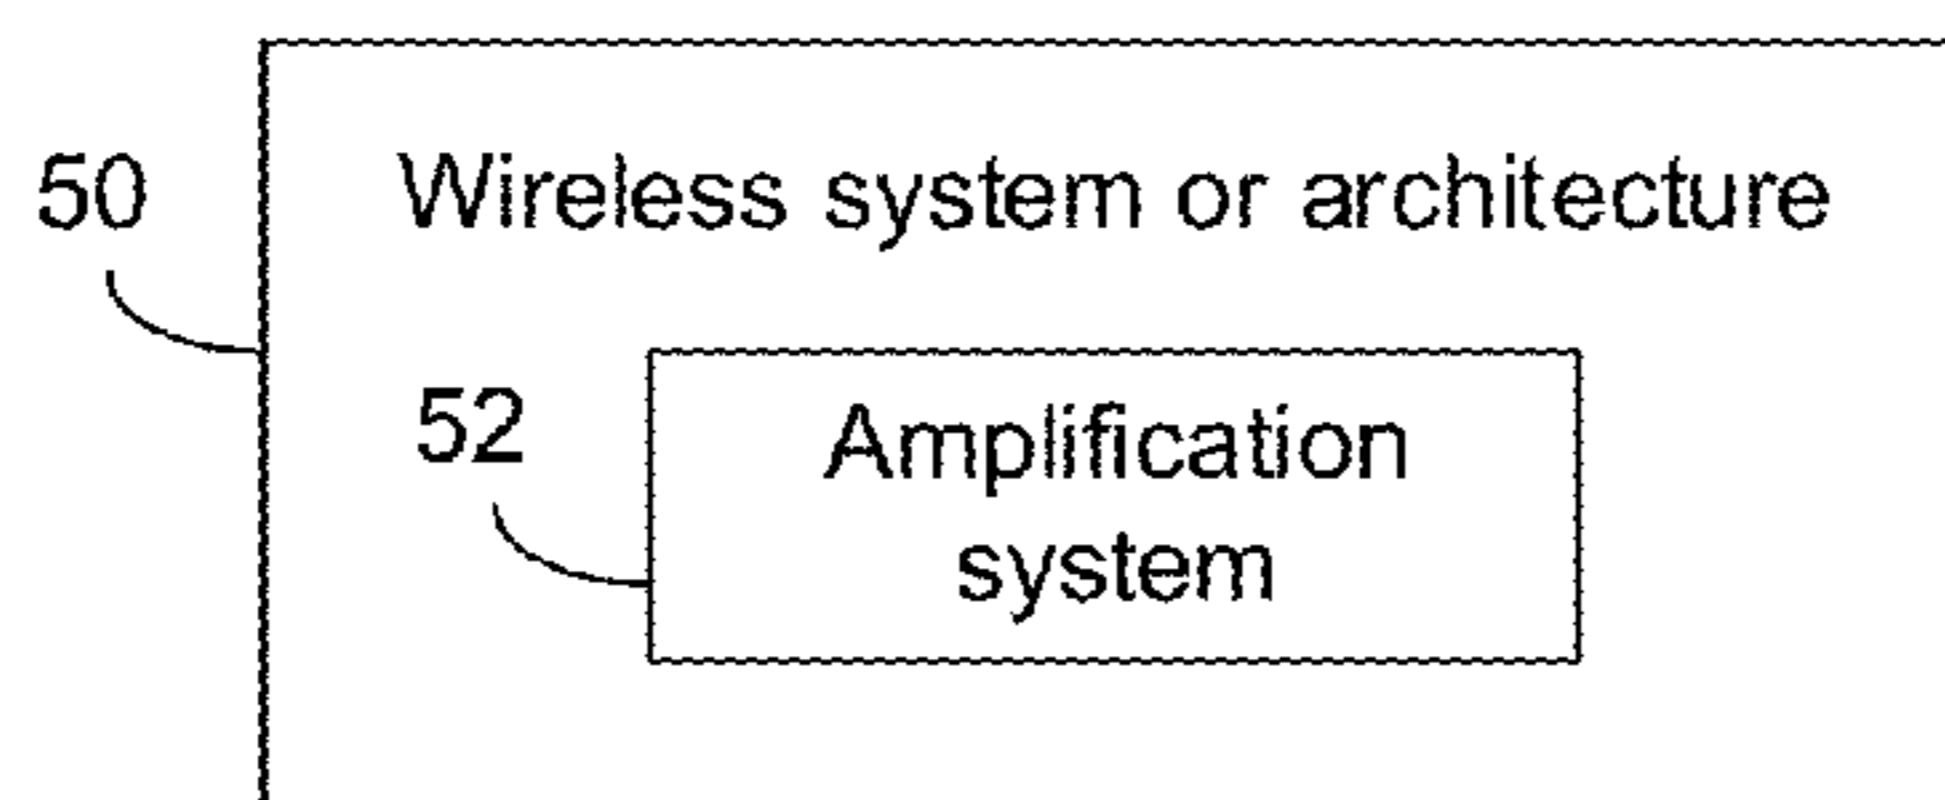 50
Wireless system or architecture
52
Amplification
system